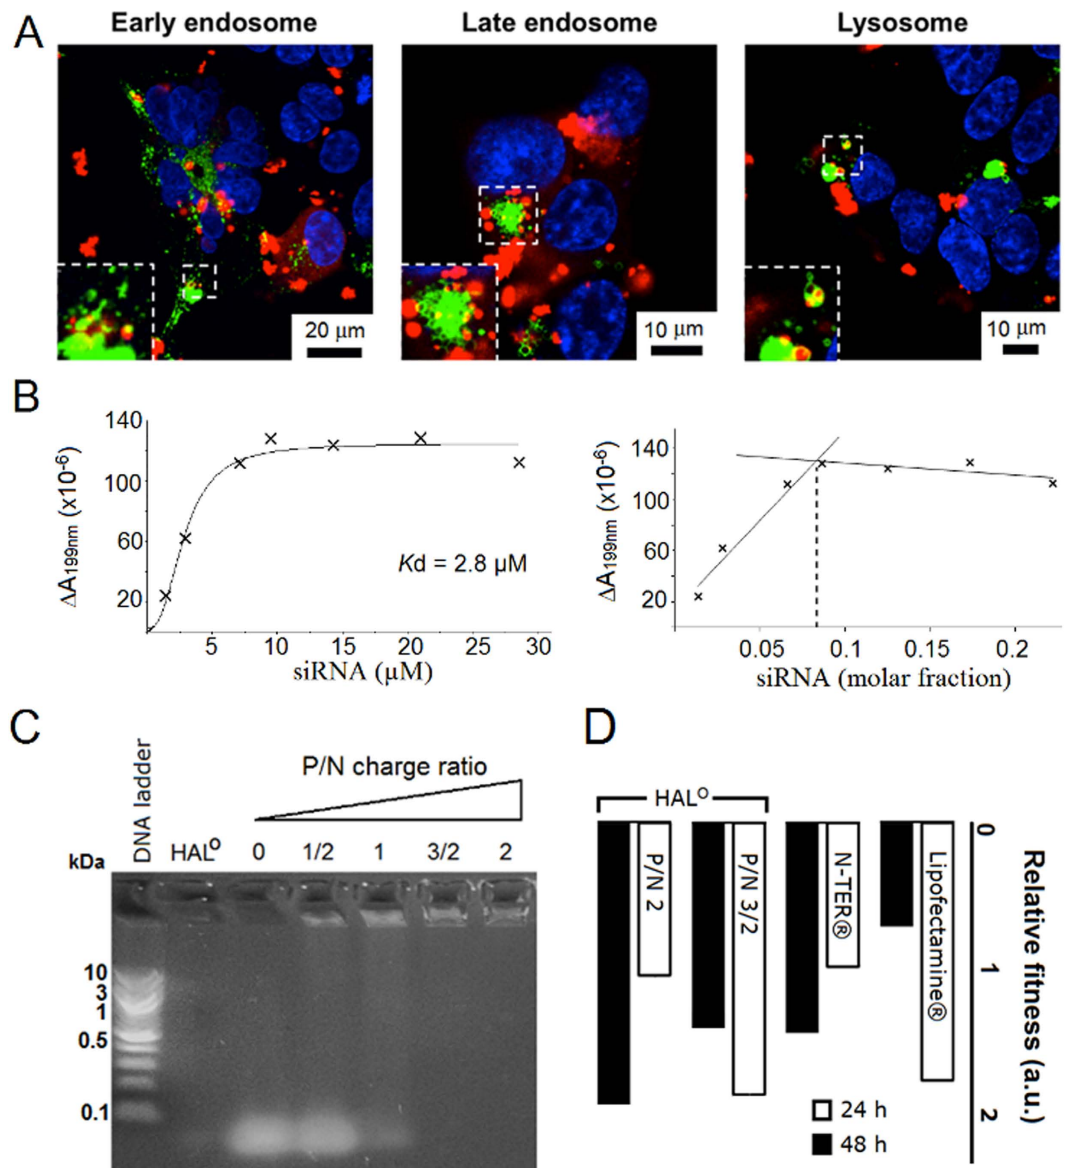 A
Early endosome
Late endosome
Lysosome
20 µm
10 µm
10 µm
B
ΔA199nm (x10-6)
140
100
60
20
Kd = 2.8 µM
5 10 15 20 25 30
siRNA (µM)
ΔA199nm (x10-6)
140
100
60
20
0.05 0.1 0.15 0.2
siRNA (molar fraction)
C
DNA ladder
P/N charge ratio
kDa
HALO 0 1/2 1 3/2 2
10
3
1
0.5
0.1
D
HALO
P/N 2
P/N 3/2
N-TER®
Lipofectamine®
0
1
2
Relative fitness (a.u.)
24 h
48 h